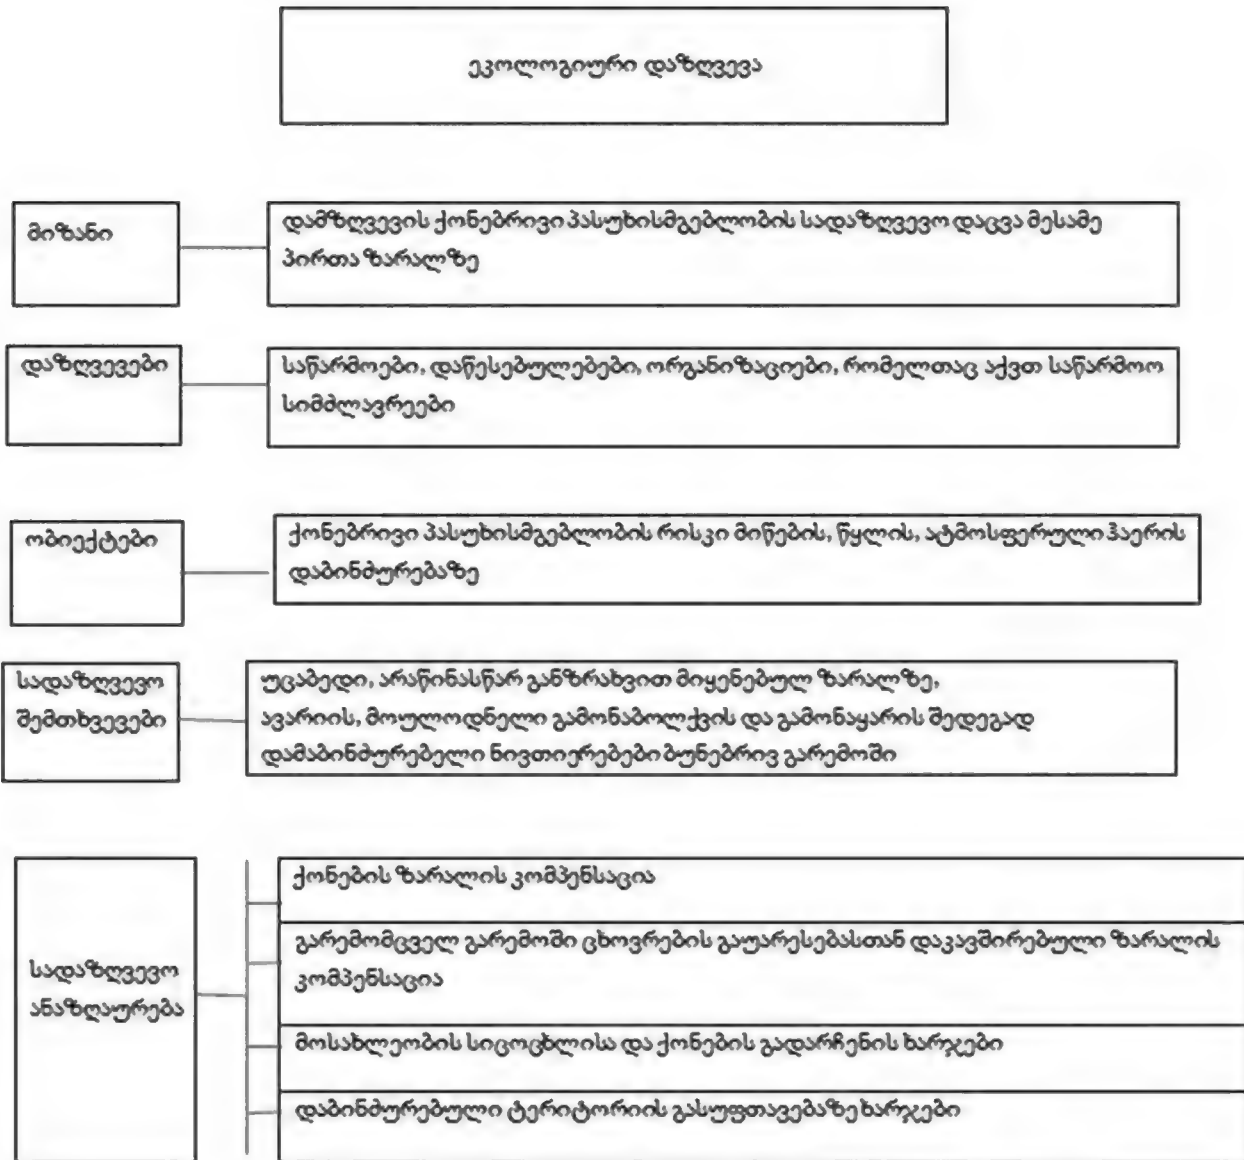 ეკოლოგიური დაზღვევა
მიზანი
დამზღვევის ქონებრივი პასუხისმგებლობის სადაზღვევო დაცვა მესამე
პირთა ზარალზე
დაზღვევები
საწარმოები, დაწესებულებები, ორგანიზაციები, რომელთაც აქვთ საწარმოო
სიმძლავრეები
ობიექტები
ქონებრივი პასუხისმგებლობის რისკი მიწების, წყლის, ატმოსფერული ჰაერის
დაბინძურებაზე
სადაზღვევო
შემთხვევები
უცაბედი, არაწინასწარ განზრახვით მიყენებულ ზარალზე,
ავარიის, მოულოდნელი გამონაბოლქვის და გამონაყარის შედეგად
დამაბინძურებელი ნივთიერებები ბუნებრივ გარემოში
სადაზღვევო
ანაზღაურება
ქონების ზარალის კომპენსაცია
გარემომცველ გარემოში ცხოვრების გაუარესებასთან დაკავშირებული ზარალის
კომპენსაცია
მოსახლეობის სიცოცხლისა და ქონების გადარჩენის ხარჯები
დაბინძურებული ტერიტორიის გასუფთავებაზე ხარჯები